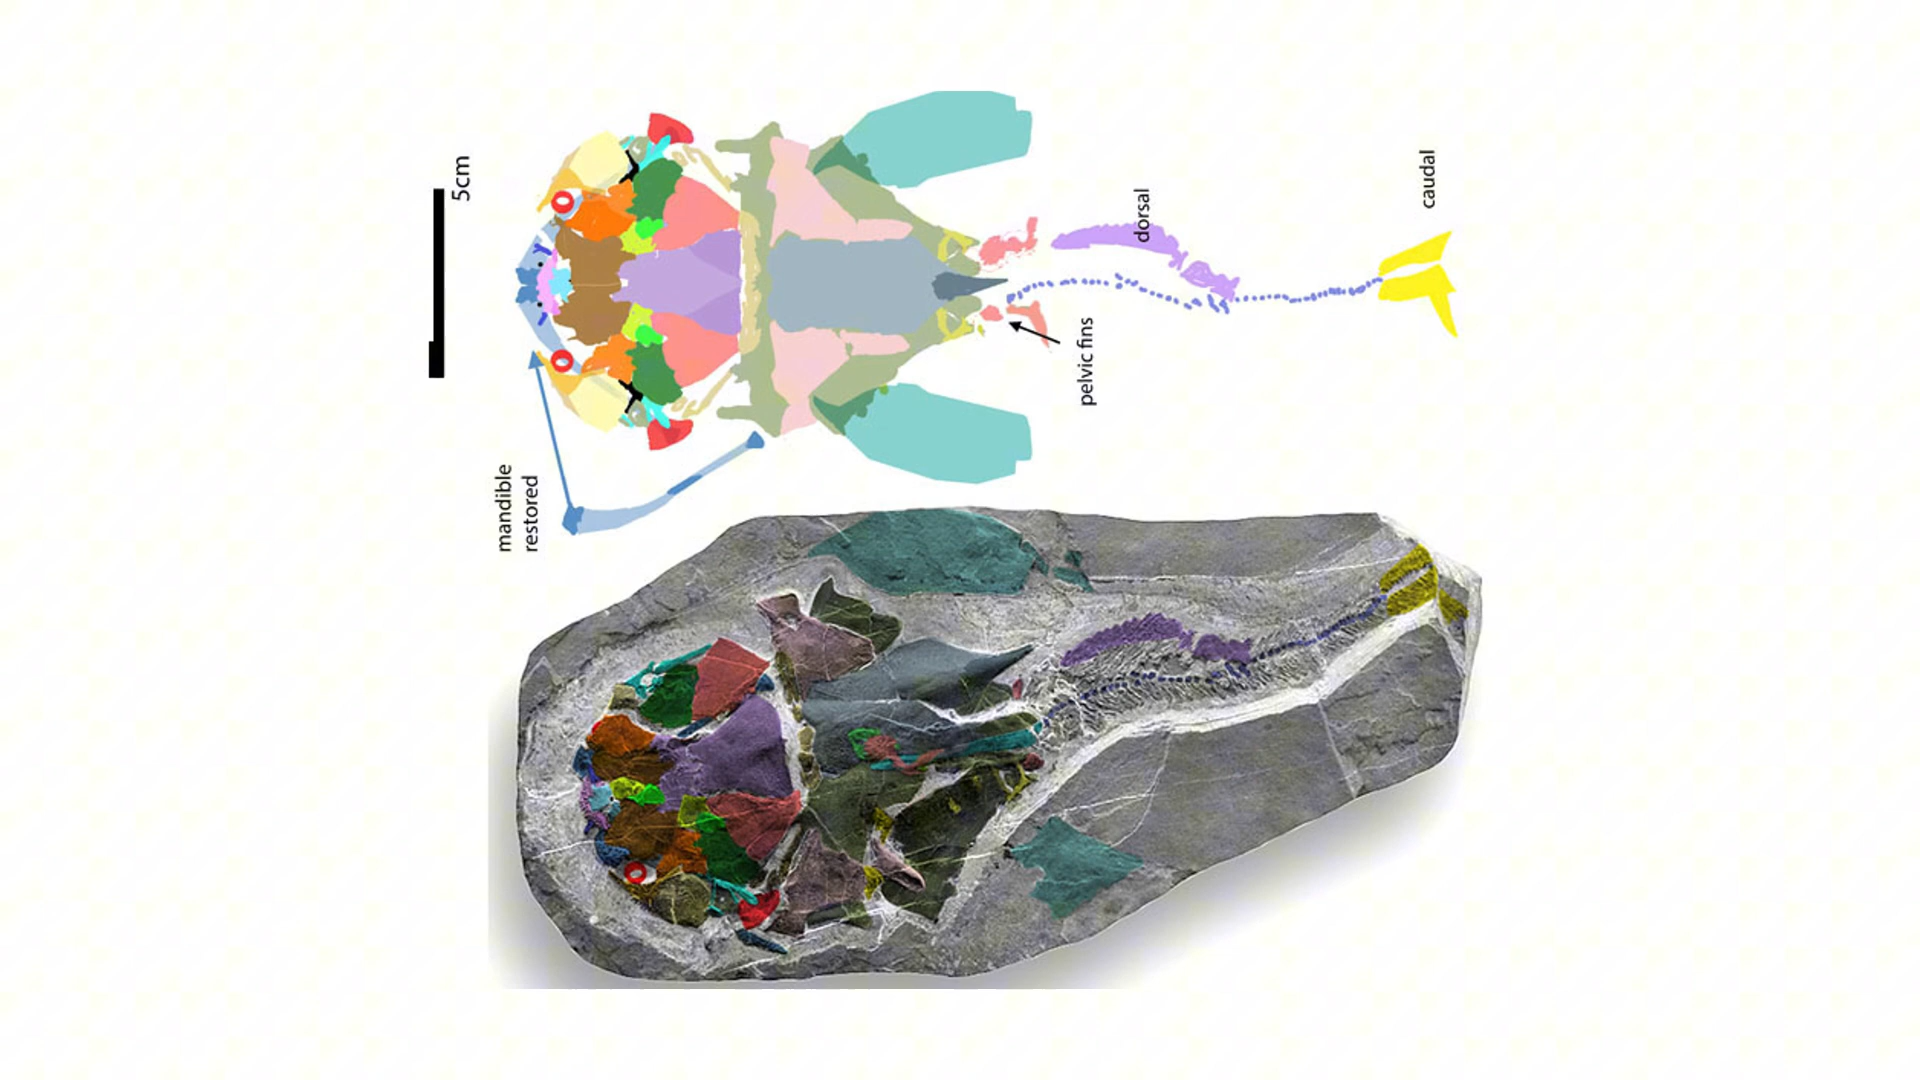 5cm
mandible
restored
dorsal
pelvic fins
caudal